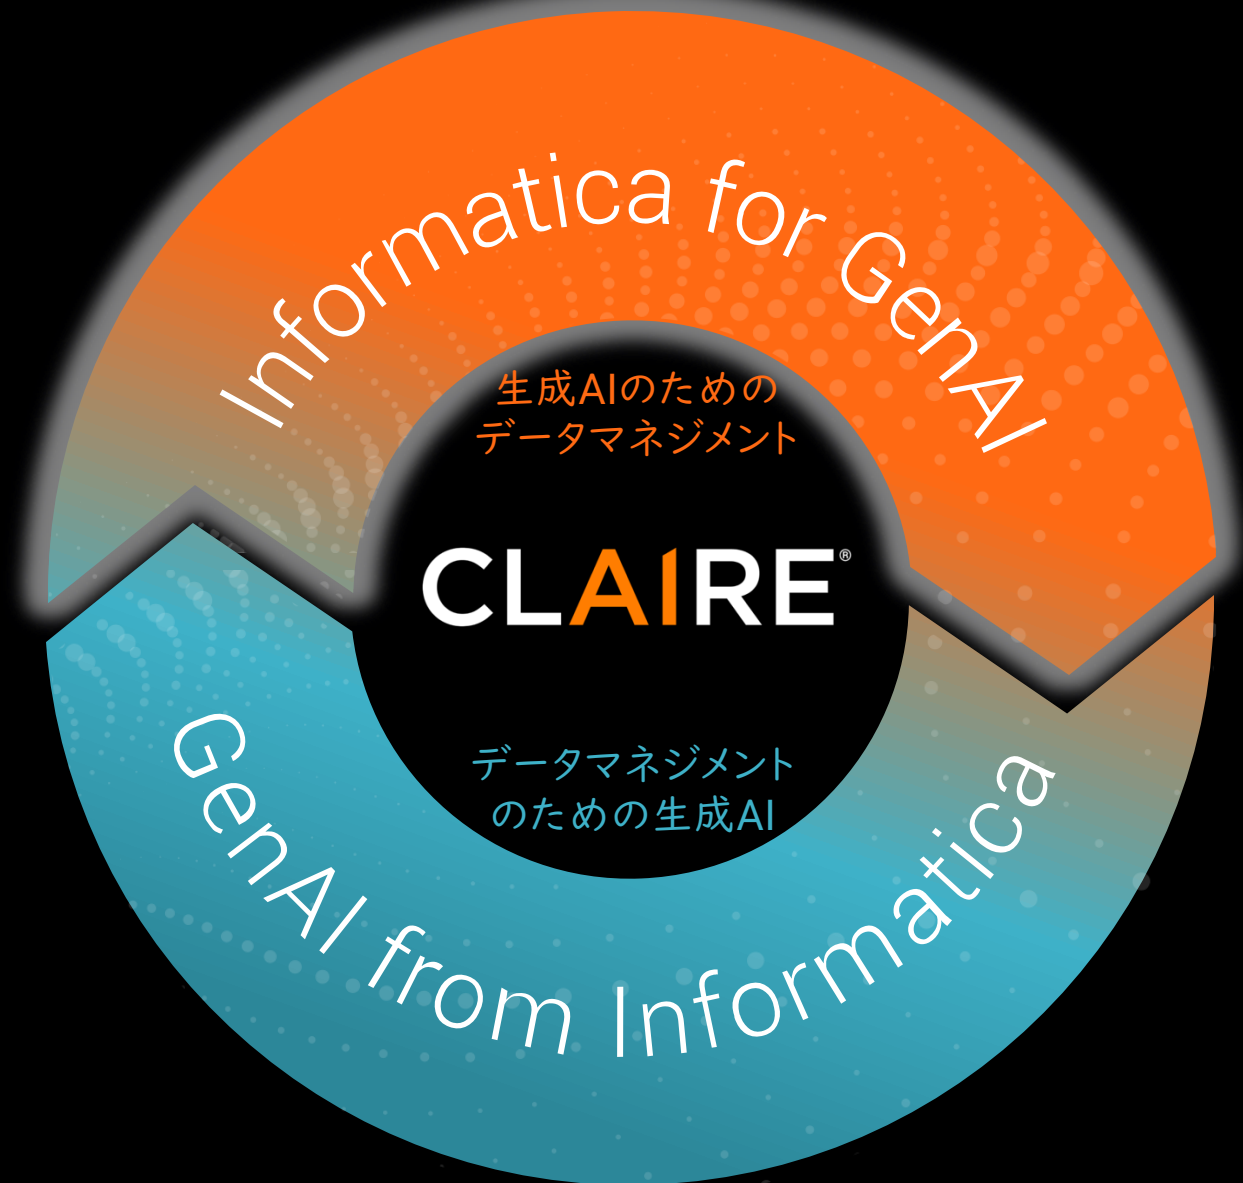 Informatica for GenAI
生成AIのための
データマネジメント
CLAIRE®
データマネジメント
のための生成AI
GenAI from Informatica